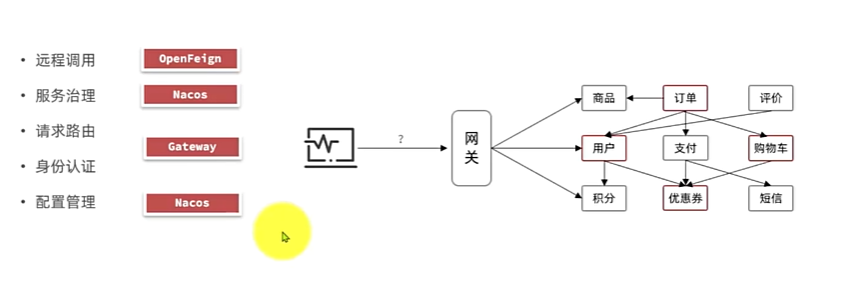 • 远程调用
OpenFeign
• 服务治理
Nacos
• 请求路由
Gateway
• 身份认证
• 配置管理
Nacos
?
网
关
商品
订单
评价
用户
支付
购物车
积分
优惠券
短信